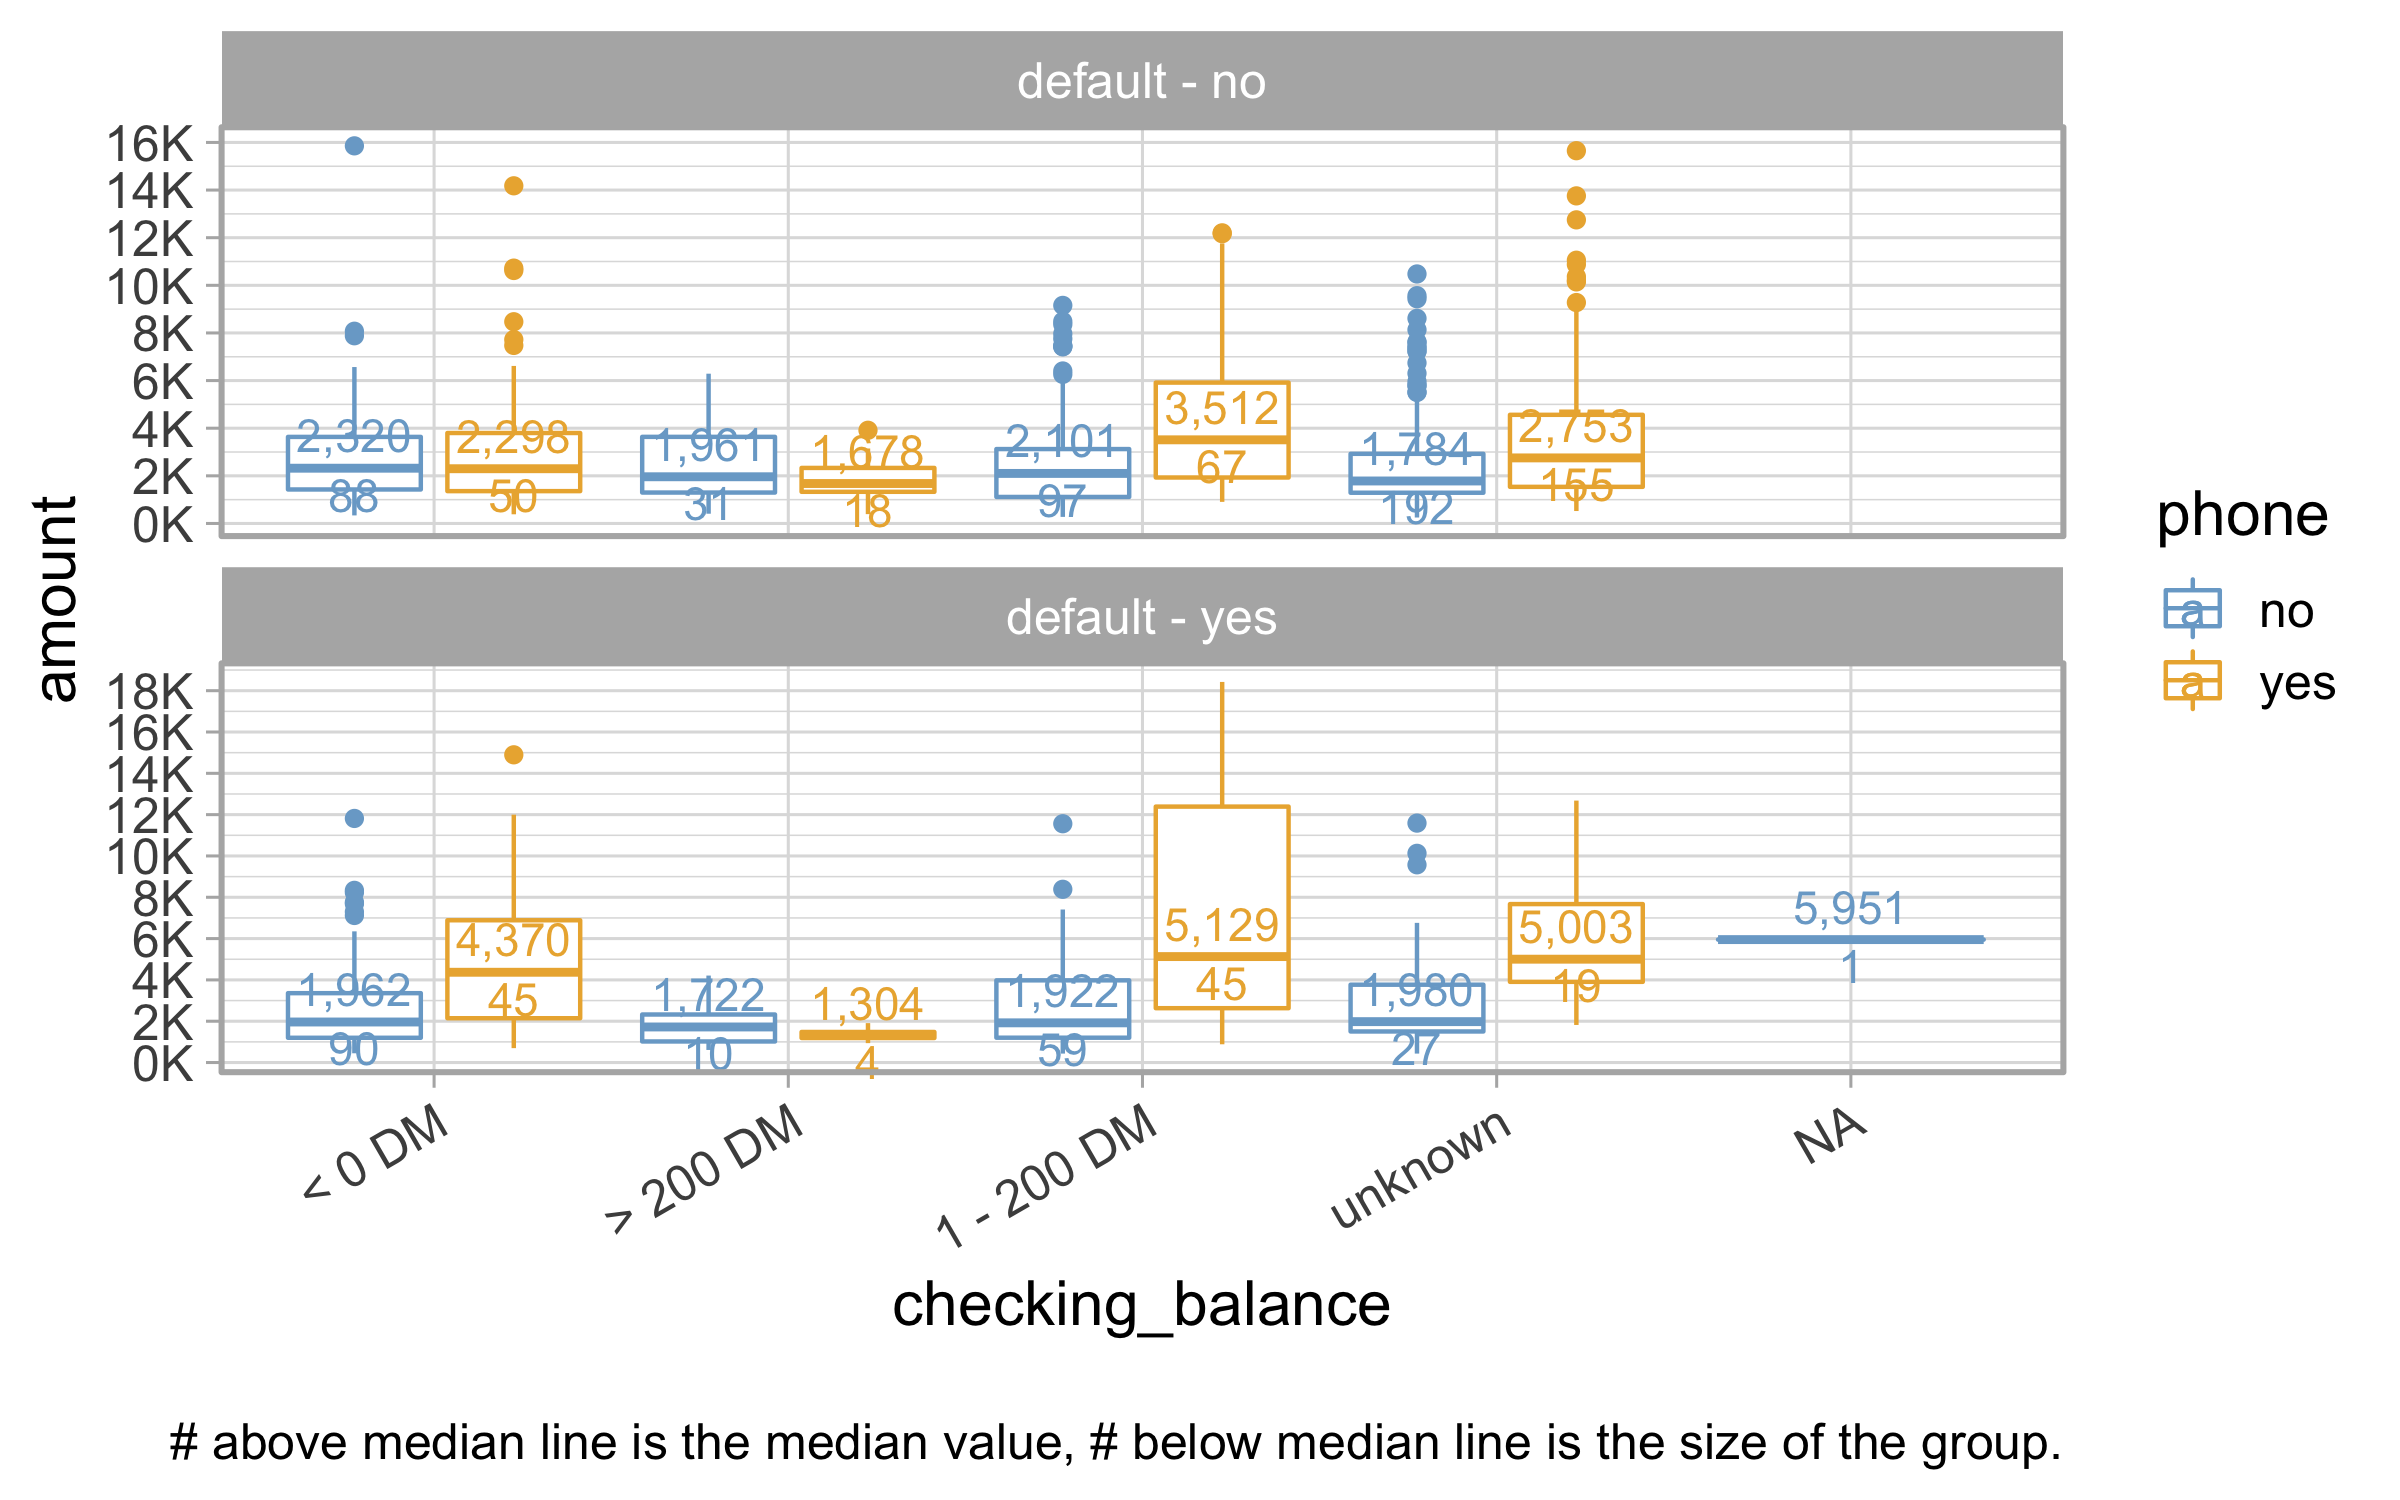 default - no
16K
14K
12K
10K
8K
6K
4K
2K
0K
2,320
88
2,298
50
1,961
31
1,678
18
2,101
97
3,512
67
1,784
192
2,753
155
amount
default - yes
18K
16K
14K
12K
10K
8K
6K
4K
2K
0K
1,962
90
4,370
45
1,722
10
1,304
4
1,922
59
5,129
45
1,980
27
5,003
19
5,951
1
< 0 DM
> 200 DM
1 - 200 DM
unknown
NA
checking_balance
phone
a no
a yes
# above median line is the median value, # below median line is the size of the group.